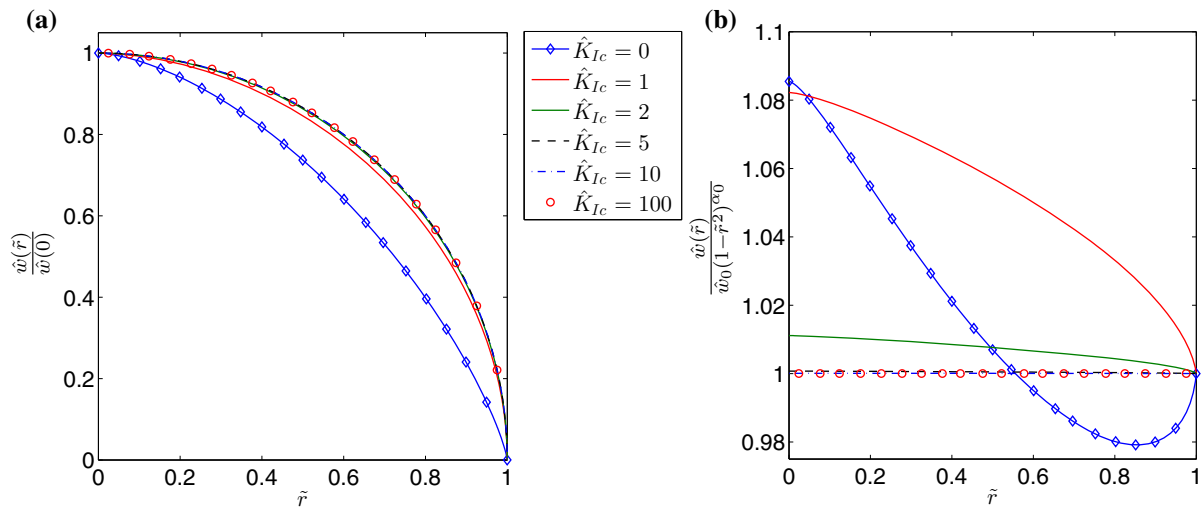 (a)
1
0.8
0.6
0.4
0.2
0
0 0.2 0.4 0.6 0.8 1
r̃
ŵ(r̃)/ŵ(0)
K̂_{Ic} = 0
K̂_{Ic} = 1
K̂_{Ic} = 2
K̂_{Ic} = 5
K̂_{Ic} = 10
K̂_{Ic} = 100
(b)
1.1
1.08
1.06
1.04
1.02
1
0.98
0 0.2 0.4 0.6 0.8 1
r̃
ŵ(r̃)/ŵ₀(1−r̃²)^{α₀}